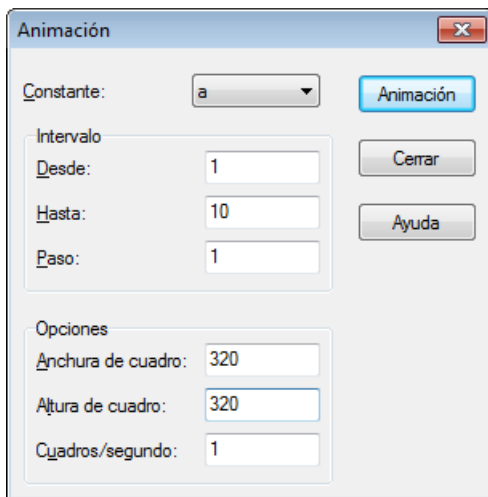 Animación
Constante: a Animación
Intervalo
Desde: 1 Cerrar
Hasta: 10 Ayuda
Paso: 1
Opciones
Anchura de cuadro: 320
Altura de cuadro: 320
Cuadros/segundo: 1